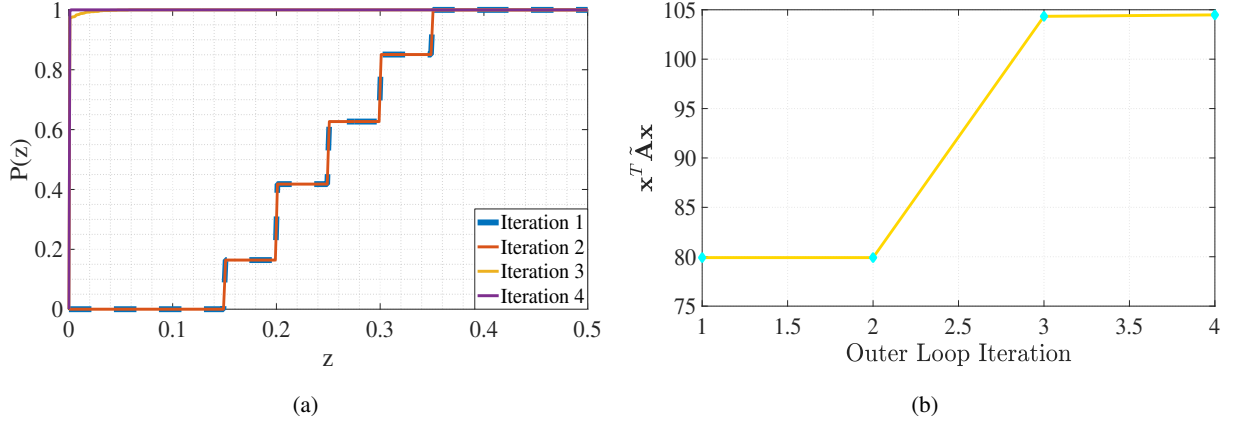 1
0.8
0.6
0.4
0.2
0
P(z)
0 0.1 0.2 0.3 0.4 0.5
z
Iteration 1
Iteration 2
Iteration 3
Iteration 4
(a)
105
100
95
90
85
80
75
x^T Ãx
1 1.5 2 2.5 3 3.5 4
Outer Loop Iteration
(b)